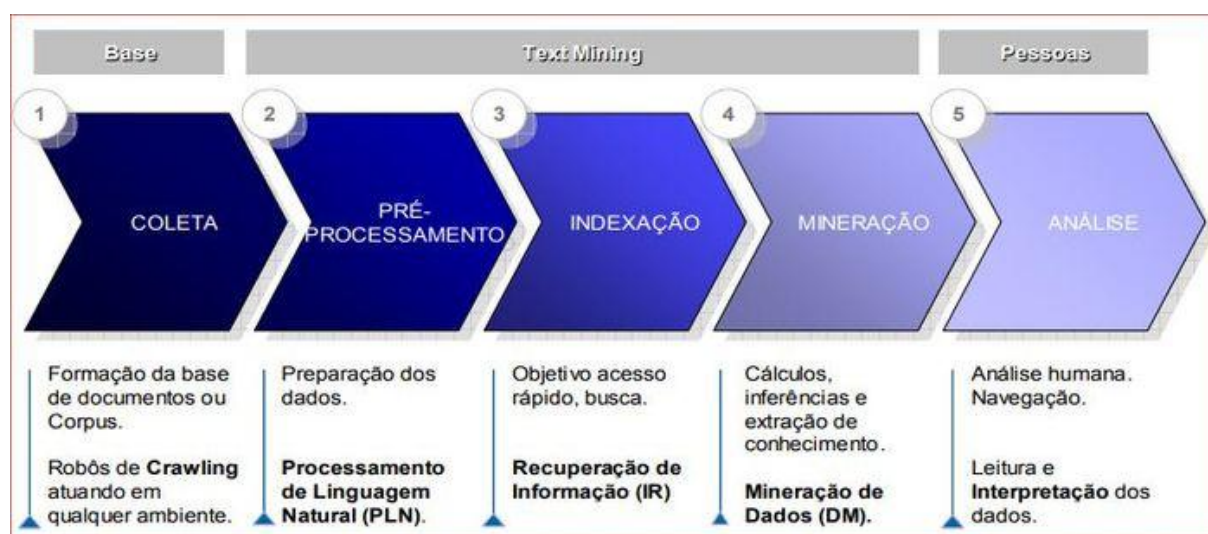 Base
Text Mining
Pessoas
1
2
3
4
5
COLETA
PRÉ-
PROCESSAMENTO
INDEXAÇÃO
MINERAÇÃO
ANÁLISE
Formação da base
de documentos ou
Corpus.
Robôs de Crawling
atuando em
qualquer ambiente.
Preparação dos
dados.
Processamento
de Linguagem
Natural (PLN).
Objetivo acesso
rápido, busca.
Recuperação de
Informação (IR)
Cálculos,
inferências e
extração de
conhecimento.
Mineração de
Dados (DM).
Análise humana.
Navegação.
Leitura e
Interpretação dos
dados.